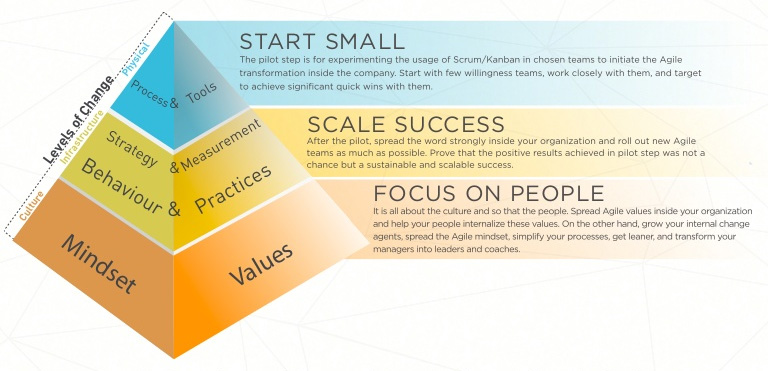 Levels of Change
Physical
Infrastructure
Culture
Process & Tools
Strategy & Measurement
Behaviour & Practices
Mindset
Values
START SMALL
The pilot step is for experimenting the usage of Scrum/Kanban in chosen teams to initiate the Agile
transformation inside the company. Start with few willingness teams, work closely with them, and target
to achieve significant quick wins with them.
SCALE SUCCESS
After the pilot, spread the word strongly inside your organization and roll out new Agile
teams as much as possible. Prove that the positive results achieved in pilot step was not a
chance but a sustainable and scalable success.
FOCUS ON PEOPLE
It is all about the culture and so that the people. Spread Agile values inside your organization
and help your people internalize these values. On the other hand, grow your internal change
agents, spread the Agile mindset, simplify your processes, get leaner, and transform your
managers into leaders and coaches.